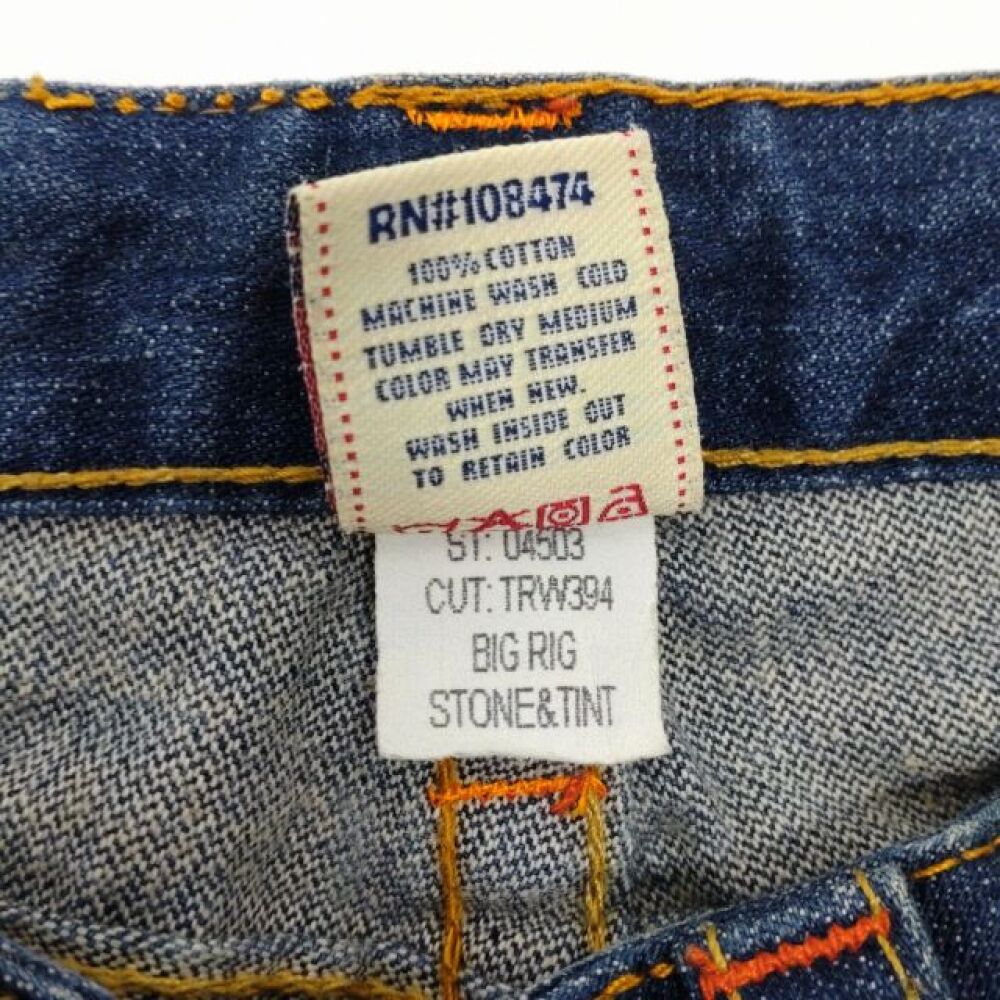 RN#108474
100% COTTON
MACHINE WASH COLD
TUMBLE DRY MEDIUM
COLOR MAY TRANSFER
WHEN NEW.
WASH INSIDE OUT
TO RETAIN COLOR
ST: 04503
CUT: TRW394
BIG RIG
STONE&TINT